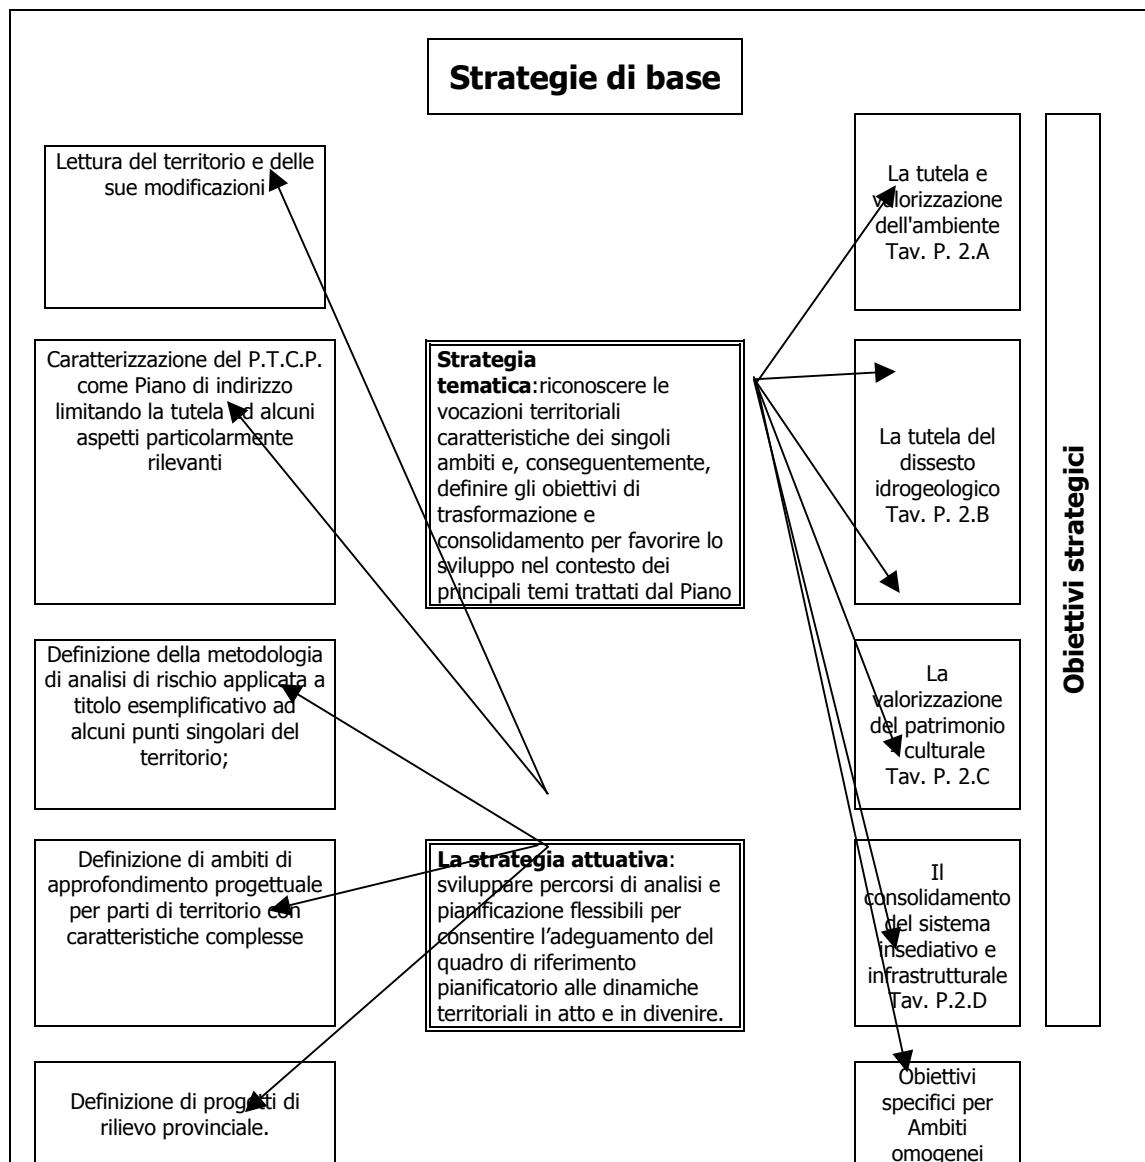 Strategie di base
Lettura del territorio e delle
sue modificazioni
Caratterizzazione del P.T.C.P.
come Piano di indirizzo
limitando la tutela ad alcuni
aspetti particolarmente
rilevanti
Definizione della metodologia
di analisi di rischio applicata a
titolo esemplificativo ad
alcuni punti singolari del
territorio;
Definizione di ambiti di
approfondimento progettuale
per parti di territorio con
caratteristiche complesse
Definizione di progetti di
rilievo provinciale.
Strategia
tematica:riconoscere le
vocazioni territoriali
caratteristiche dei singoli
ambiti e, conseguentemente,
definire gli obiettivi di
trasformazione e
consolidamento per favorire lo
sviluppo nel contesto dei
principali temi trattati dal Piano
La strategia attuativa:
sviluppare percorsi di analisi e
pianificazione flessibili per
consentire l'adeguamento del
quadro di riferimento
pianificatorio alle dinamiche
territoriali in atto e in divenire.
La tutela e
valorizzazione
dell'ambiente
Tav. P. 2.A
La tutela del
dissesto
idrogeologico
Tav. P. 2.B
La
valorizzazione
del patrimonio
culturale
Tav. P. 2.C
Il
consolidamento
del sistema
insediativo e
infrastrutturale
Tav. P.2.D
Obiettivi
specifici per
Ambiti
omogenei
Obiettivi strategici